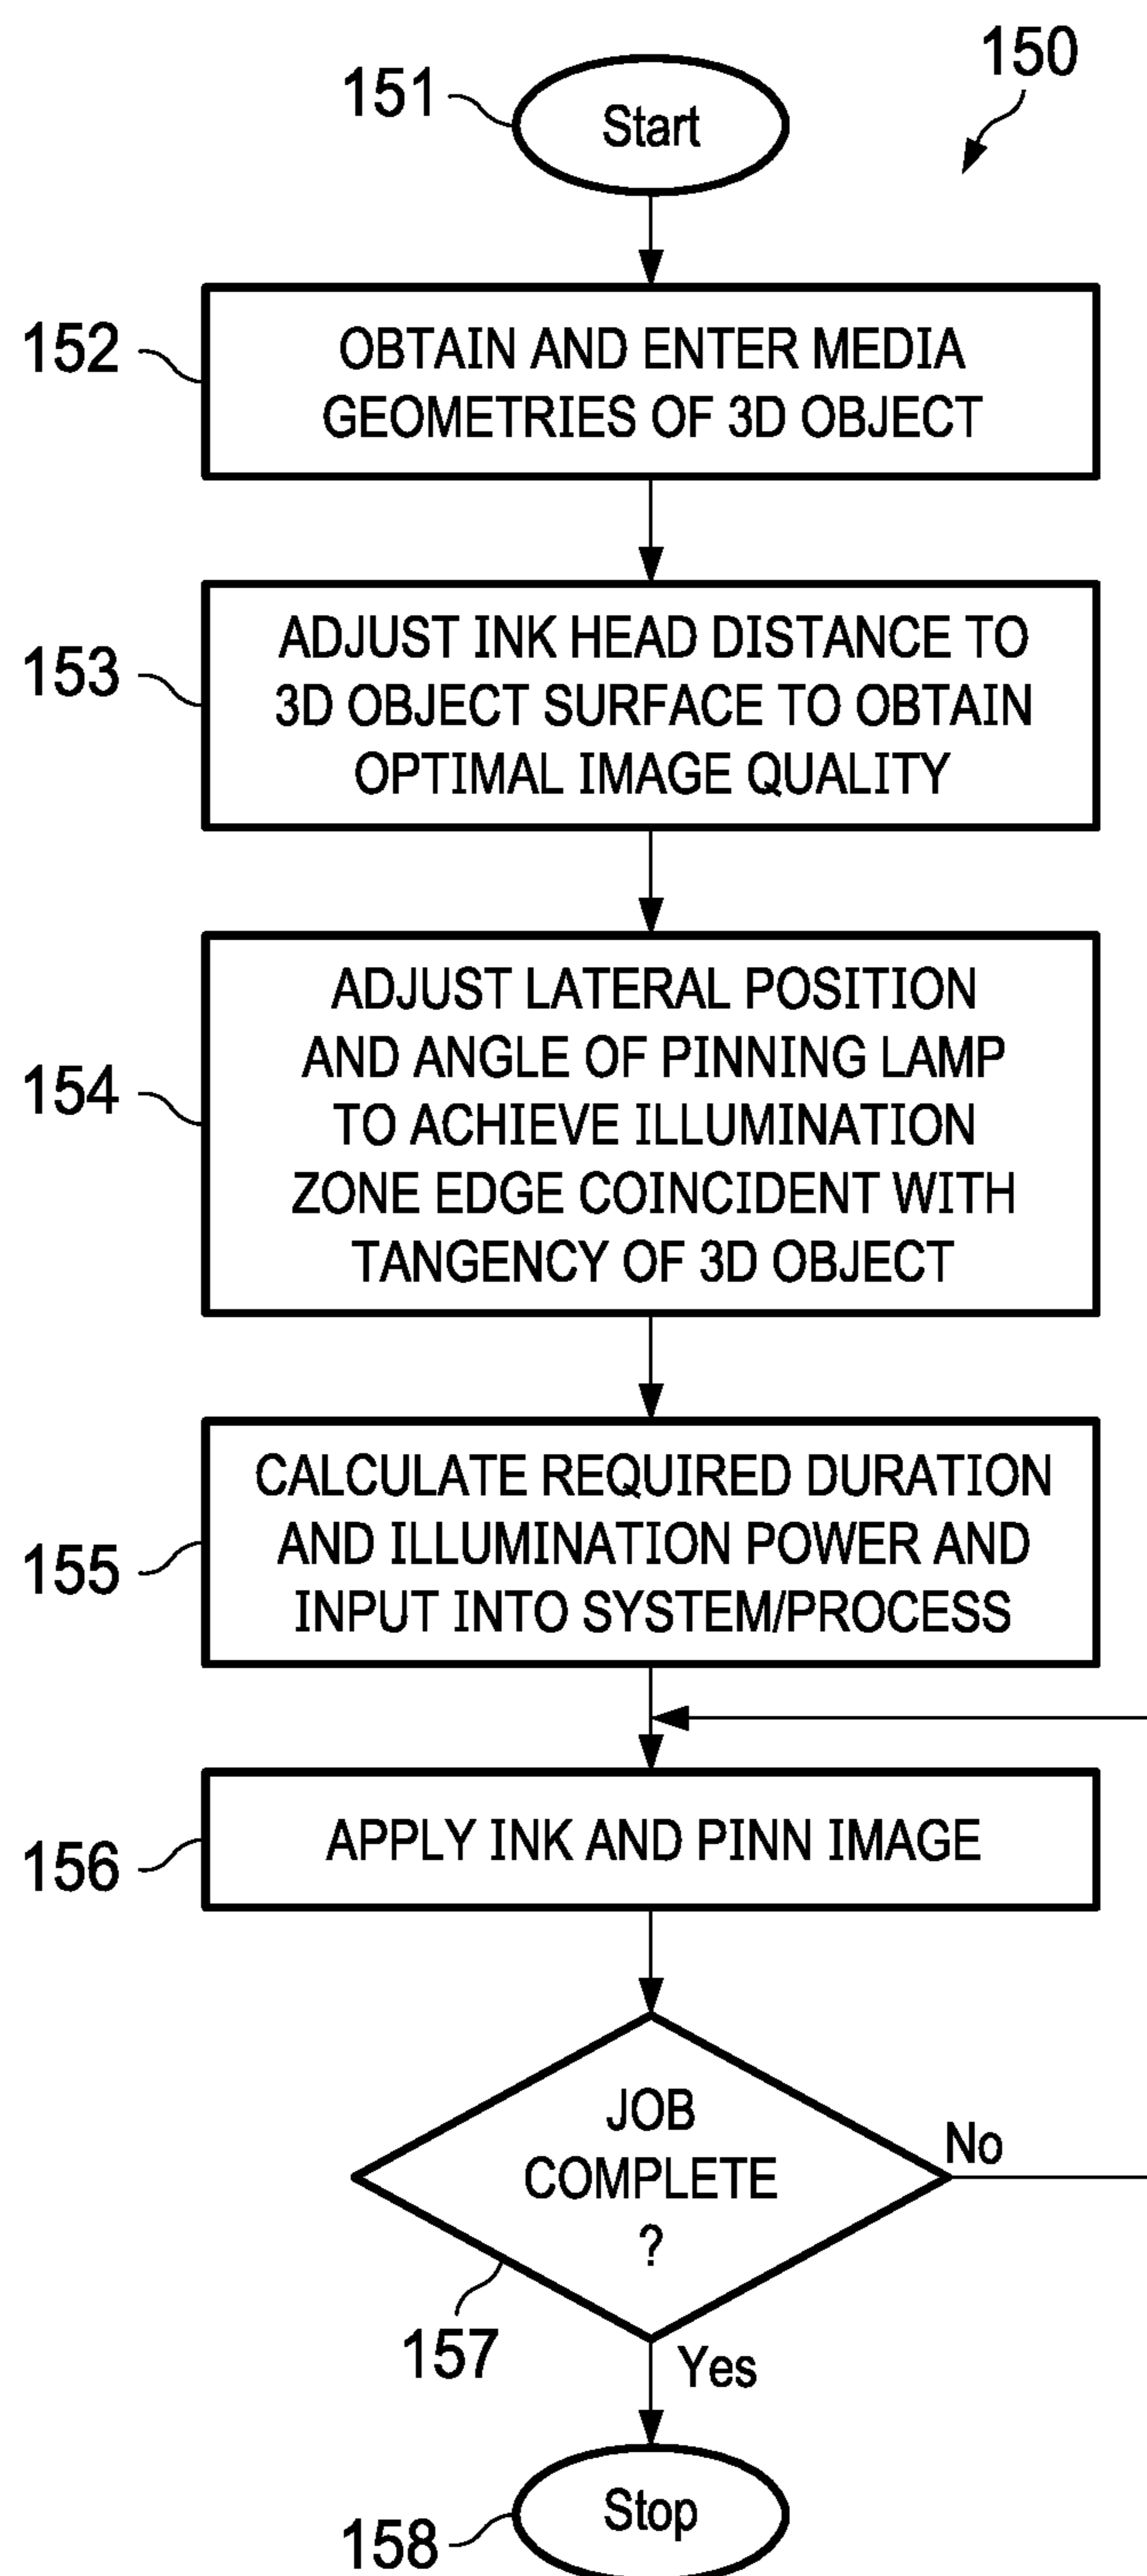 150
151
Start
152
OBTAIN AND ENTER MEDIA
GEOMETRIES OF 3D OBJECT
153
ADJUST INK HEAD DISTANCE TO
3D OBJECT SURFACE TO OBTAIN
OPTIMAL IMAGE QUALITY
154
ADJUST LATERAL POSITION
AND ANGLE OF PINNING LAMP
TO ACHIEVE ILLUMINATION
ZONE EDGE COINCIDENT WITH
TANGENCY OF 3D OBJECT
155
CALCULATE REQUIRED DURATION
AND ILLUMINATION POWER AND
INPUT INTO SYSTEM/PROCESS
156
APPLY INK AND PINN IMAGE
JOB
COMPLETE
?
No
157
Yes
158
Stop